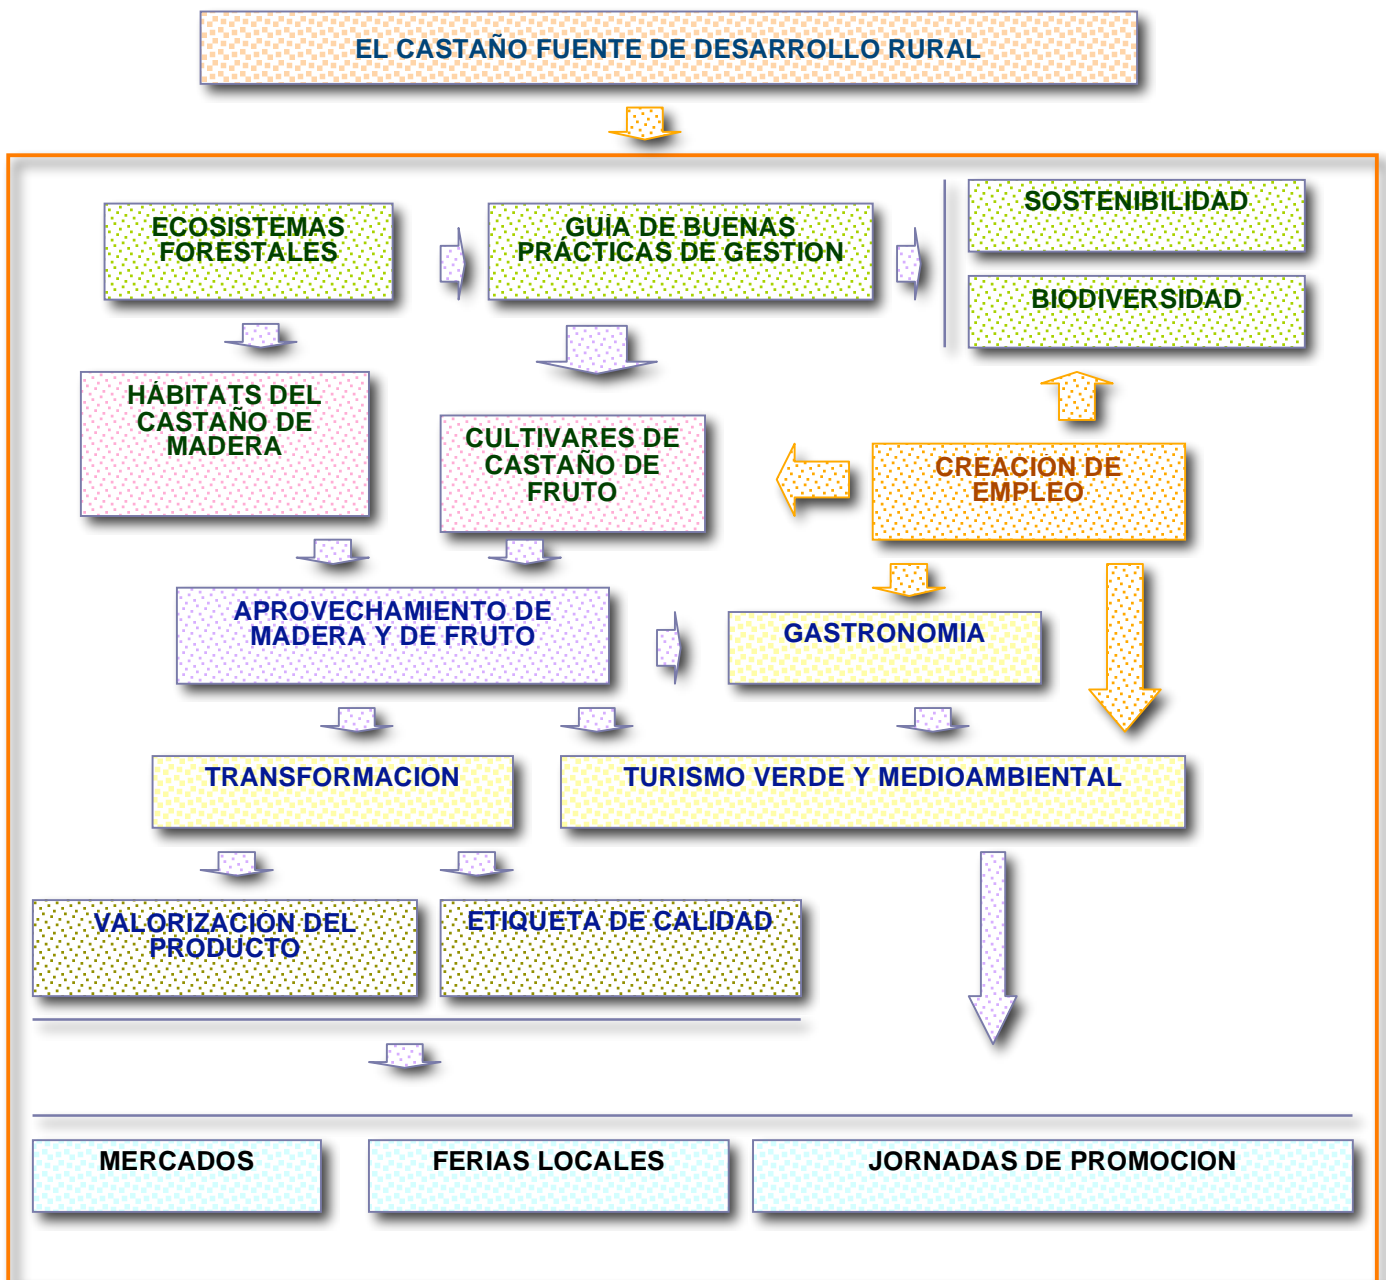 EL CASTAÑO FUENTE DE DESARROLLO RURAL
ECOSISTEMAS
FORESTALES
GUÍA DE BUENAS
PRÁCTICAS DE GESTION
SOSTENIBILIDAD
BIODIVERSIDAD
HÁBITATS DEL
CASTAÑO DE
MADERA
CULTIVARES DE
CASTAÑO DE
FRUTO
CREACION DE
EMPLEO
APROVECHAMIENTO DE
MADERA Y DE FRUTO
GASTRONOMIA
TRANSFORMACION
TURISMO VERDE Y MEDIOAMBIENTAL
VALORIZACION DEL
PRODUCTO
ETIQUETA DE CALIDAD
MERCADOS
FERIAS LOCALES
JORNADAS DE PROMOCION